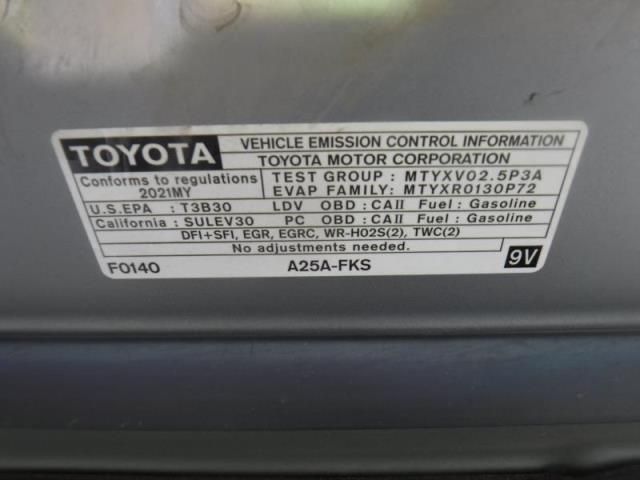 TOYOTA VEHICLE EMISSION CONTROL INFORMATION
TOYOTA MOTOR CORPORATION
Conforms to regulations
2021MY
TEST GROUP : MTYXV02.5P3A
EVAP FAMILY: MTYXR0130P72
U.S.EPA : T3B30 LDV OBD : CAII Fuel : Gasoline
California : SULEV30 PC OBD : CAII Fuel : Gasoline
DFI+SFI, EGR, EGRC, WR-HO2S(2), TWC(2)
No adjustments needed.
F0140 A25A-FKS 9V